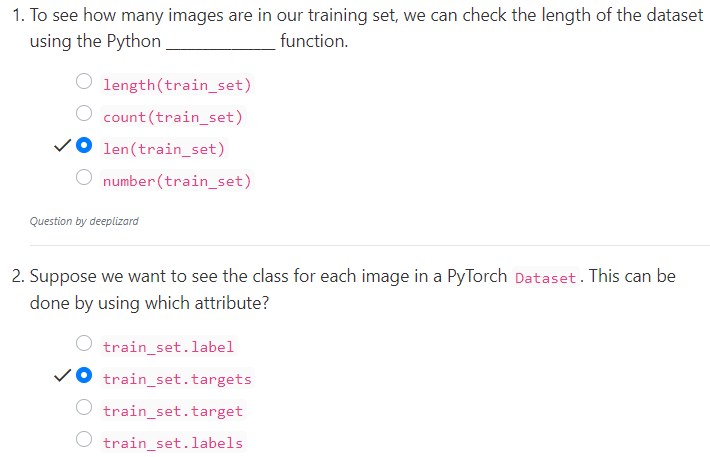 1. To see how many images are in our training set, we can check the length of the dataset
using the Python ____________ function.
length(train_set)
count(train_set)
len(train_set)
number(train_set)
Question by deeplizard
2. Suppose we want to see the class for each image in a PyTorch Dataset. This can be
done by using which attribute?
train_set.label
train_set.targets
train_set.target
train_set.labels